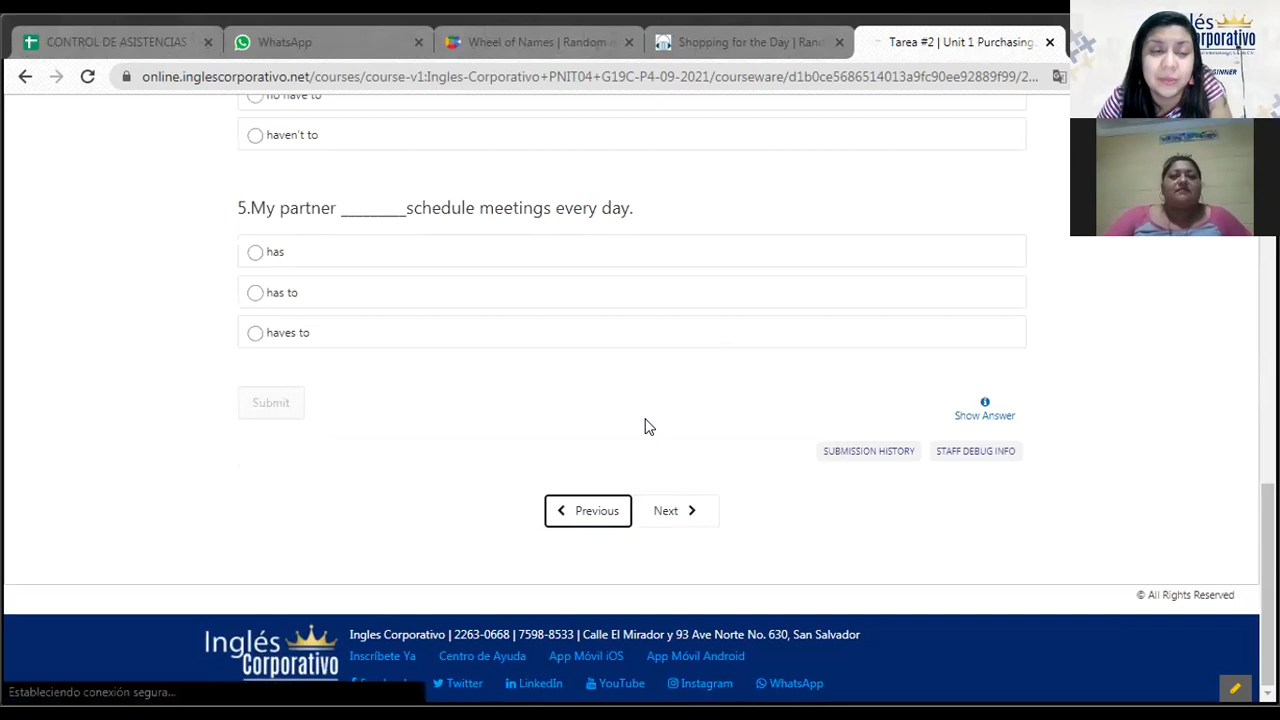 CONTROL DE ASISTENCIAS
WhatsApp
Wheel of Names | Random
Shopping for the Day | Ran
Tarea #2 | Unit 1 Purchasing
online.inglescorporativo.net/courses/course-v1:Ingles-Corporativo+PNIT04+G19C-P4-09-2021/courseware/d1b0ce5686514013a9fc90ee92889f99/2...
no have to
haven't to
5.My partner ________schedule meetings every day.
has
has to
haves to
Submit
Show Answer
SUBMISSION HISTORY
STAFF DEBUG INFO
Previous
Next
© All Rights Reserved
Inglés
Corporativo
Ingles Corporativo | 2263-0668 | 7598-8533 | Calle El Mirador y 93 Ave Norte No. 630, San Salvador
Inscríbete Ya
Centro de Ayuda
App Móvil iOS
App Móvil Android
Twitter
LinkedIn
YouTube
Instagram
WhatsApp
Estableciendo conexión segura...